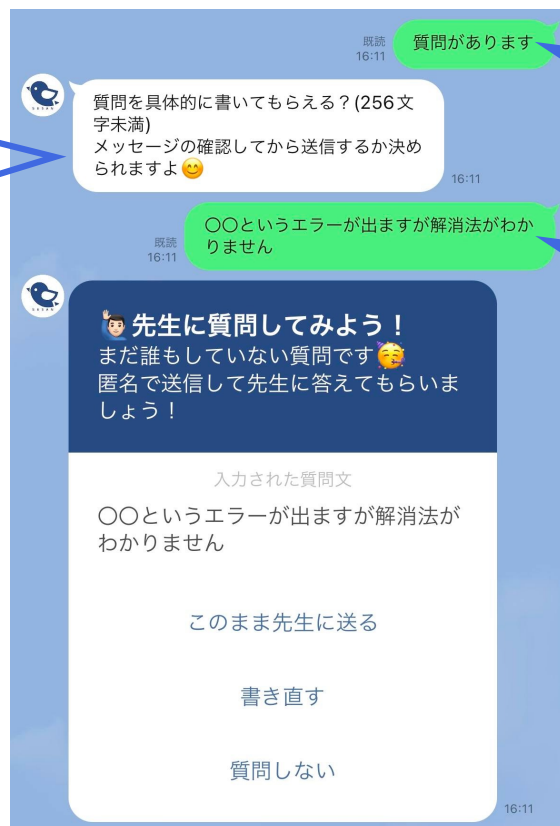 既読
16:11
質問があります
質問を具体的に書いてもらえる？(256文
字未満)
メッセージの確認してから送信するか決め
られますよ😊
16:11
既読
16:11
〇〇というエラーが出ますが解消法がわか
りません
🙋🏻‍♂️先生に質問してみよう！
まだ誰もしていない質問です🥳
匿名で送信して先生に答えてもらいま
しょう！
入力された質問文
〇〇というエラーが出ますが解消法が
わかりません
このまま先生に送る
書き直す
質問しない
16:11